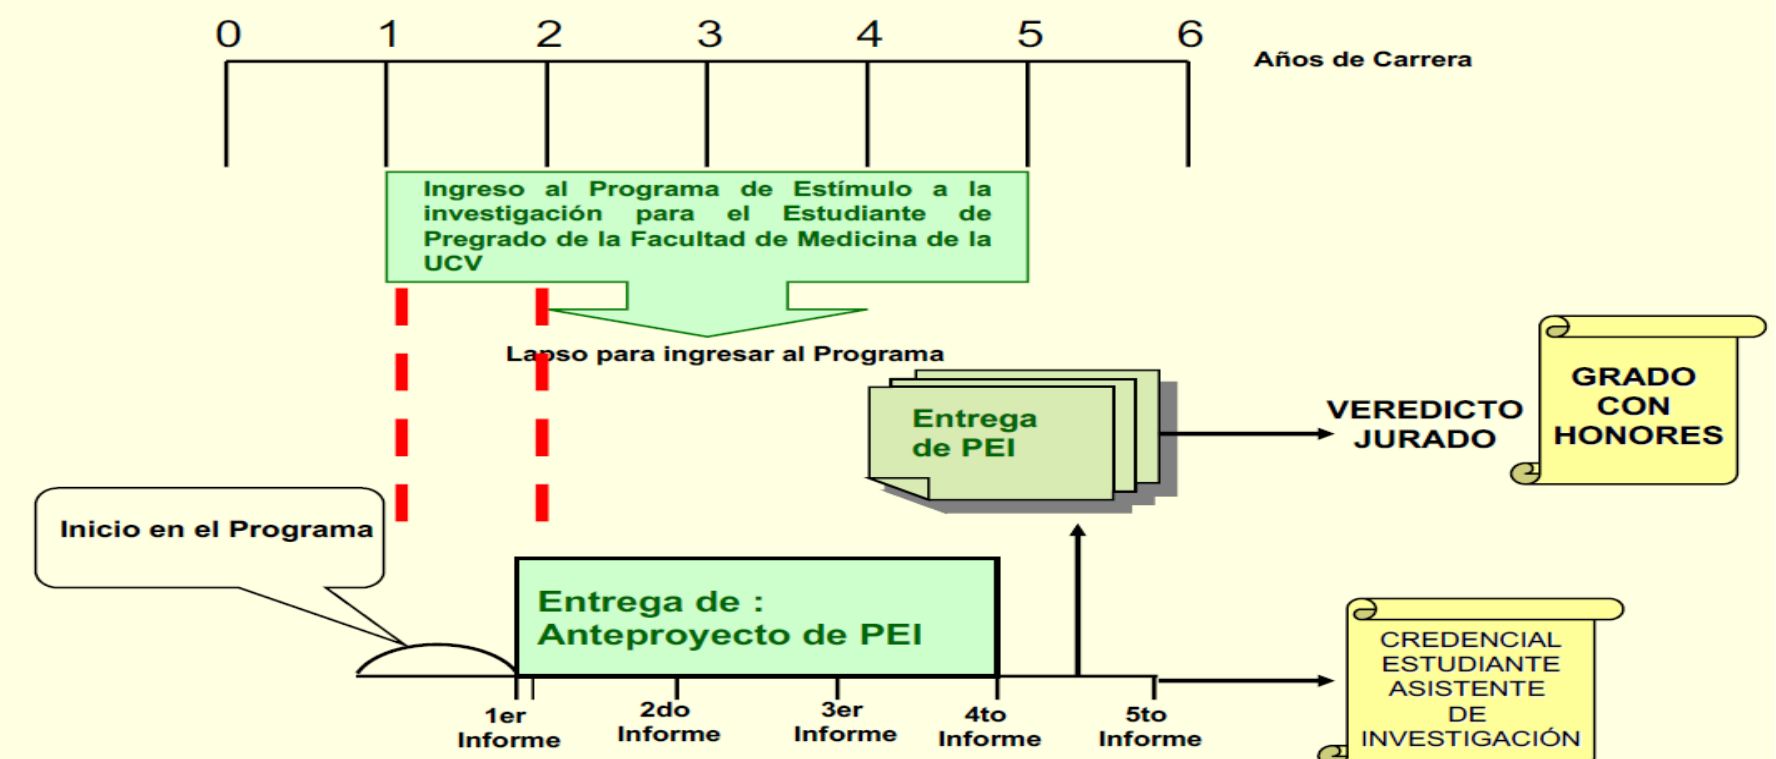 0 1 2 3 4 5 6
Años de Carrera
Ingreso al Programa de Estímulo a la
investigación para el Estudiante de
Pregrado de la Facultad de Medicina de la
UCV
Lapso para ingresar al Programa
Entrega
de PEI
VEREDICTO
JURADO
GRADO
CON
HONORES
Inicio en el Programa
Entrega de :
Anteproyecto de PEI
1er
Informe
2do
Informe
3er
Informe
4to
Informe
5to
Informe
CREDENCIAL
ESTUDIANTE
ASISTENTE
DE
INVESTIGACIÓN